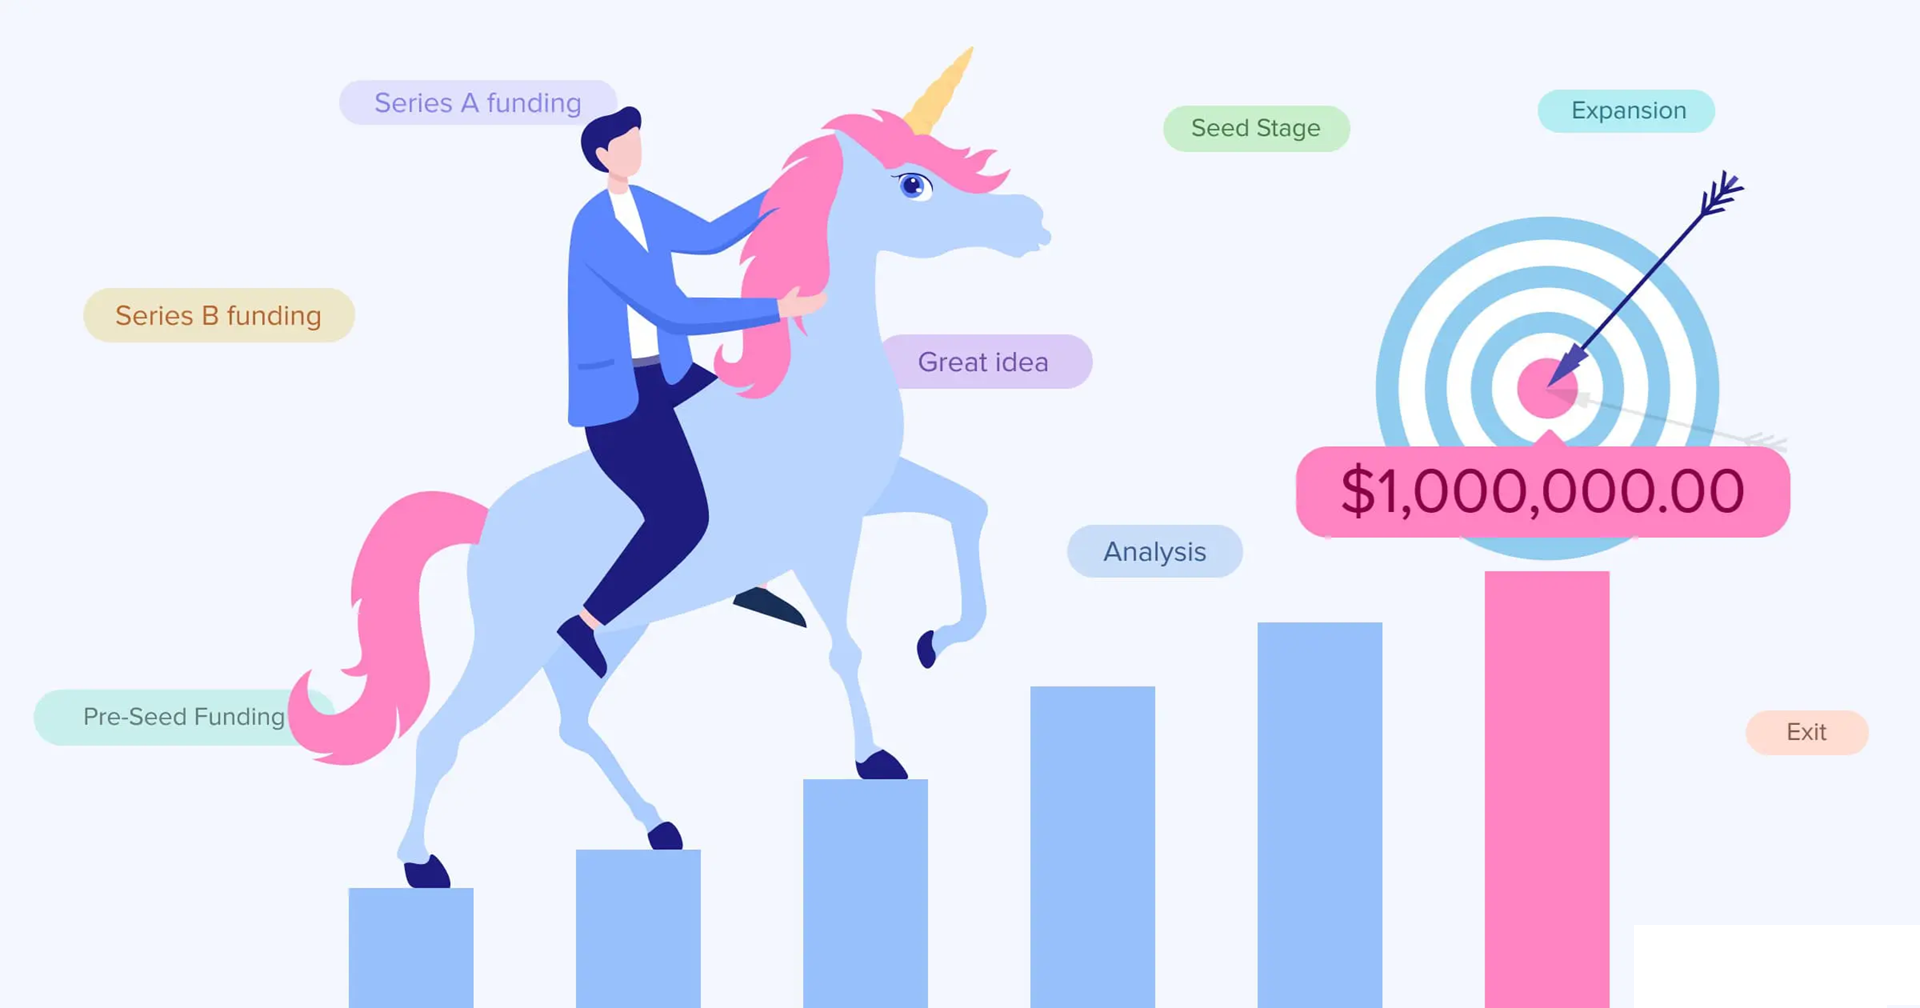 Series A funding
Seed Stage
Expansion
Series B funding
Great idea
$1,000,000.00
Analysis
Pre-Seed Funding
Exit